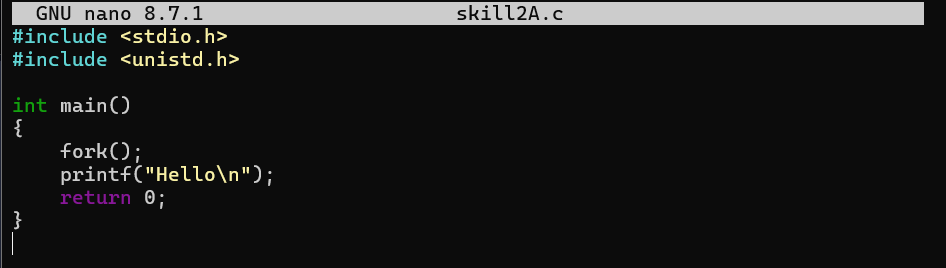 GNU nano 8.7.1 skill2A.c
#include <stdio.h>
#include <unistd.h>

int main()
{
    fork();
    printf("Hello\n");
    return 0;
}